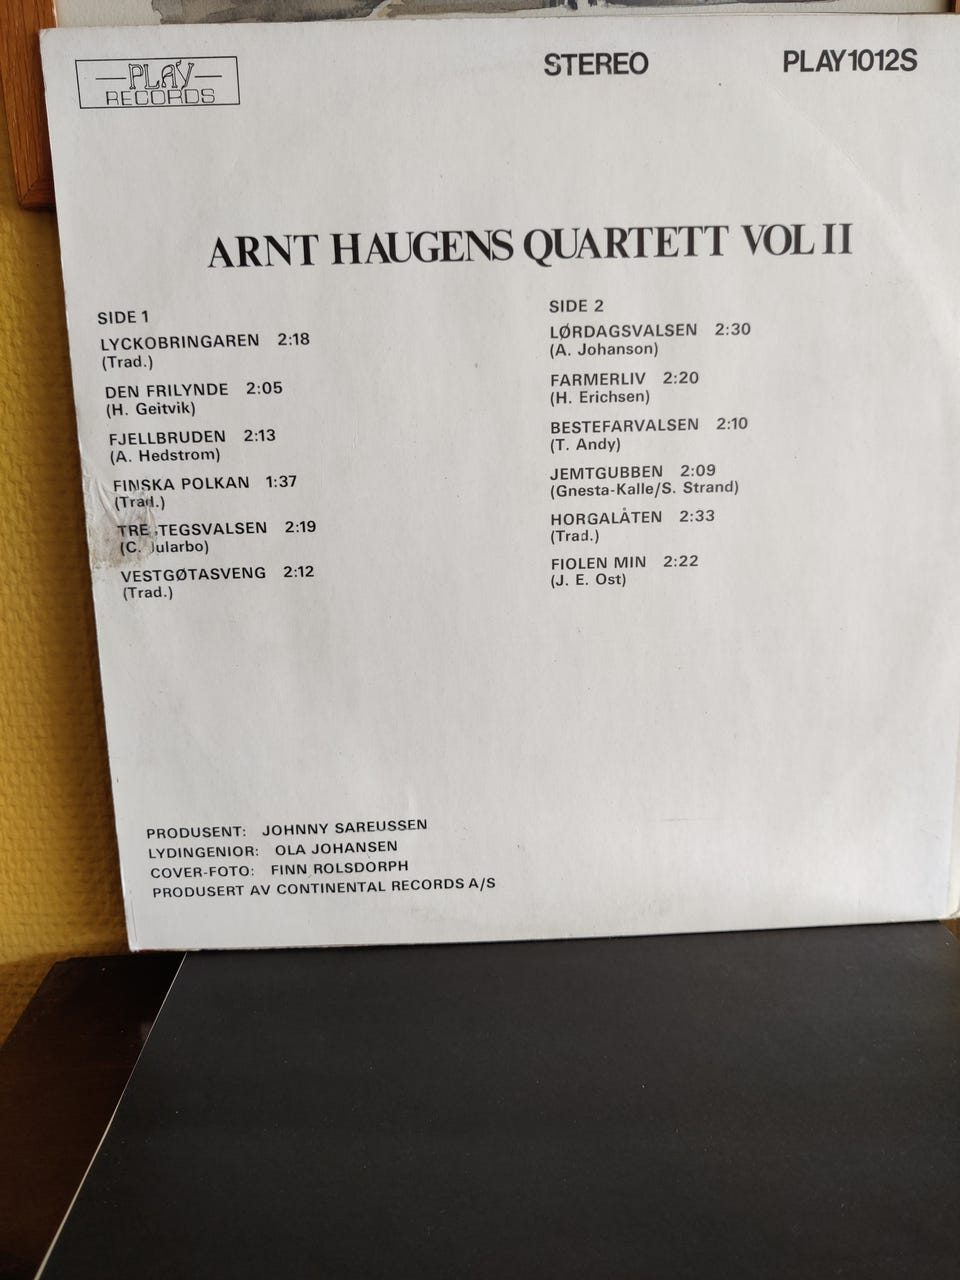 PLAY
RECORDS
STEREO
PLAY1012S
ARNT HAUGENS QUARTETT VOL II
SIDE 1
LYCKOBRINGAREN 2:18
(Trad.)
DEN FRILYNDE 2:05
(H. Geitvik)
FJELLBRUDEN 2:13
(A. Hedstrom)
FINSKA POLKAN 1:37
(Trad.)
2:19
(C.
VESTGØTASVENG 2:12
(Trad.)
SIDE 2
LØRDAGSVALSEN 2:30
(A. Johanson)
FARMERLIV 2:20
(H. Erichsen)
BESTEFARVALSEN 2:10
(T. Andy)
JEMTGUBBEN 2:09
(Gnesta-Kalle/S. Strand)
HORGALÅTEN 2:33
(Trad.)
FIOLEN MIN 2:22
(J. E. Ost)
PRODUSENT: JOHNNY SAREUSSEN
LYDINGENIOR: OLA JOHANSEN
COVER-FOTO: FINN ROLSDORPH
PRODUSERT AV CONTINENTAL RECORDS A/S